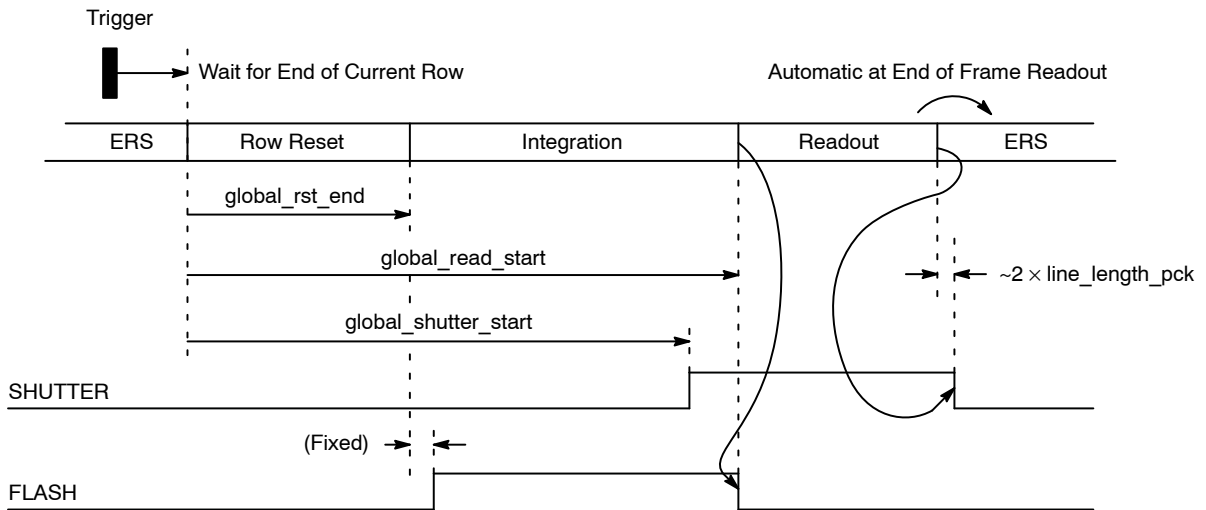 Trigger
Wait for End of Current Row
Automatic at End of Frame Readout
ERS Row Reset Integration Readout ERS
global_rst_end
global_read_start
~2 × line_length_pck
global_shutter_start
SHUTTER
(Fixed)
FLASH